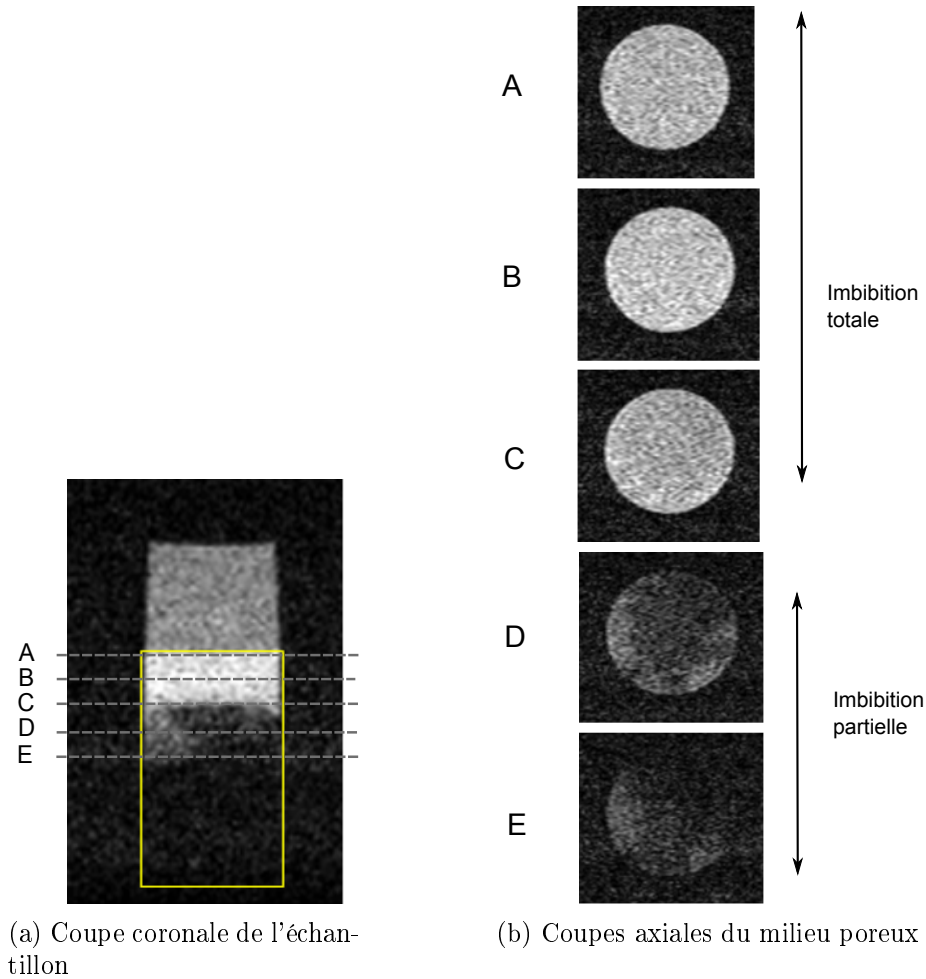 A
B
C
D
E
(a) Coupe coronale de l'échan-
tillon
A
B
C
D
E
Imbibition
totale
Imbibition
partielle
(b) Coupes axiales du milieu poreux